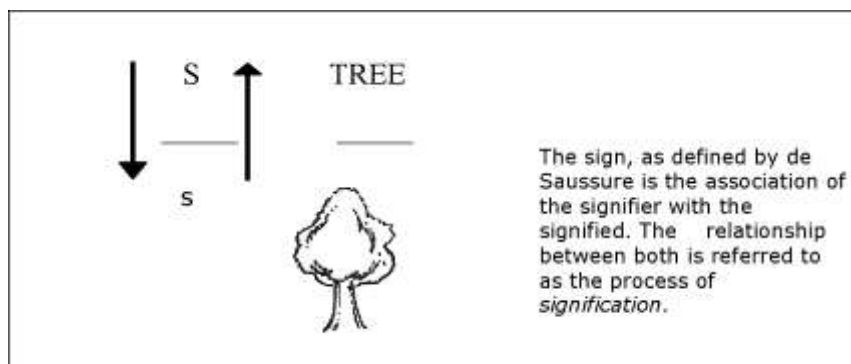 S TREE
s
The sign, as defined by de
Saussure is the association of
the signifier with the
signified. The relationship
between both is referred to
as the process of
signification.